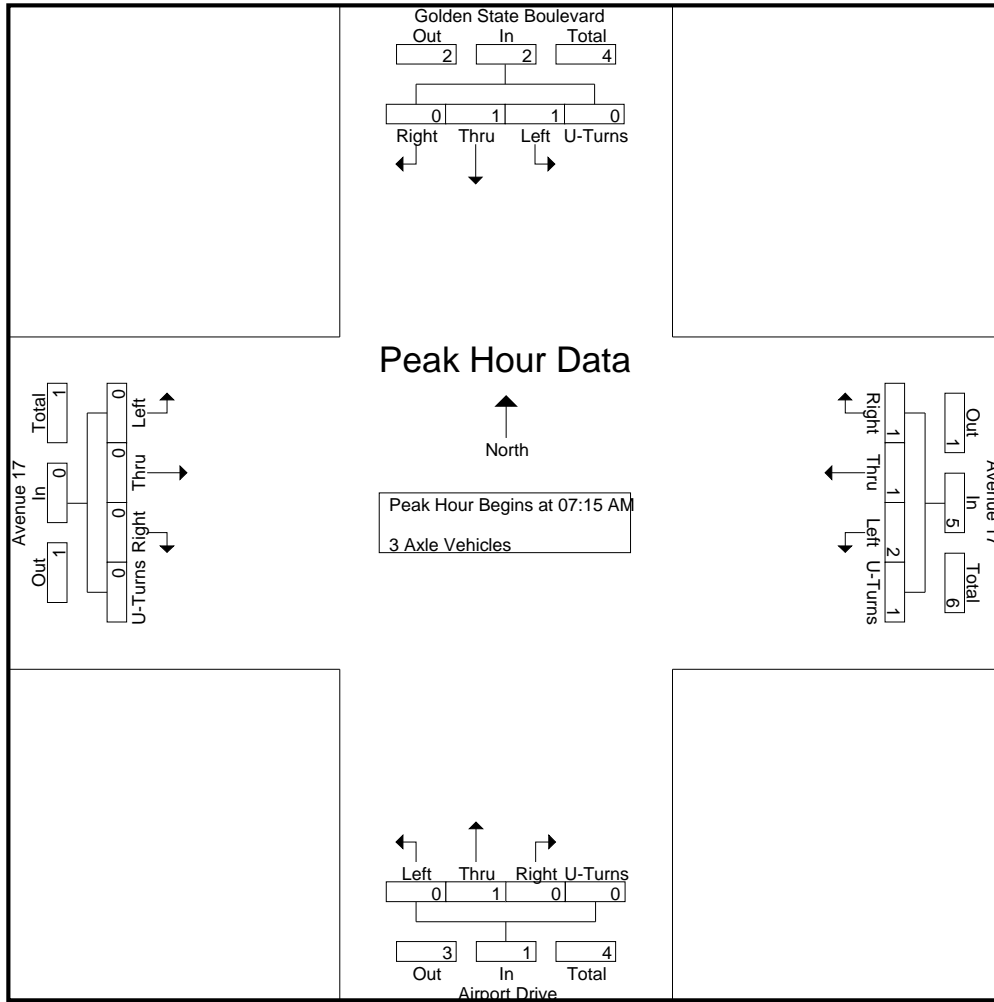 Golden State Boulevard
Out In Total
2 2 4
0 1 1 0
Right Thru Left U-Turns
Peak Hour Data
North
Peak Hour Begins at 07:15 AM
3 Axle Vehicles
Avenue 17
Total In Out
1 0 1
0 0 0 0
Left Thru Right U-Turns
Avenue 17
Out In Total
1 5 6
1 1 2 1
Right Thru Left U-Turns
Left Thru Right U-Turns
0 1 0 0
3 1 4
Out In Total
Airport Drive